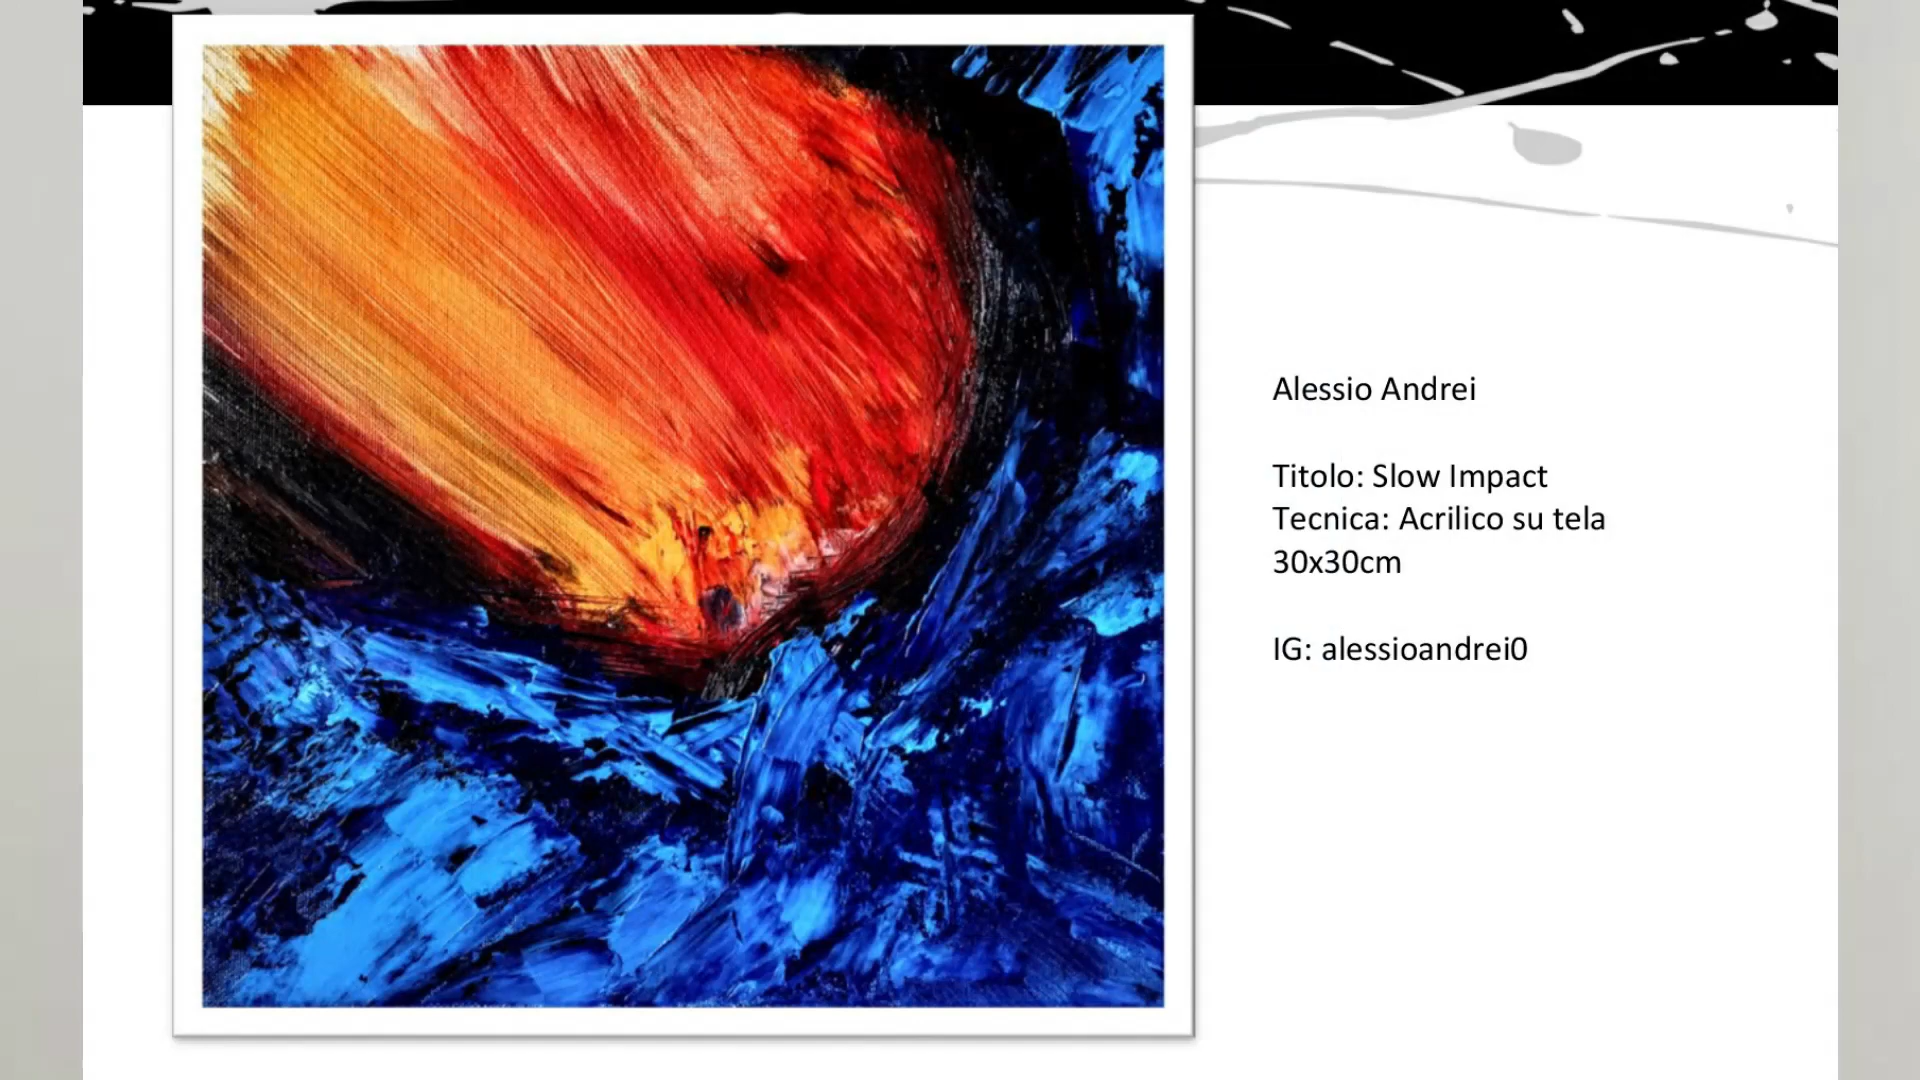 Alessio Andrei
Titolo: Slow Impact
Tecnica: Acrilico su tela
30x30cm
IG: alessioandrei0